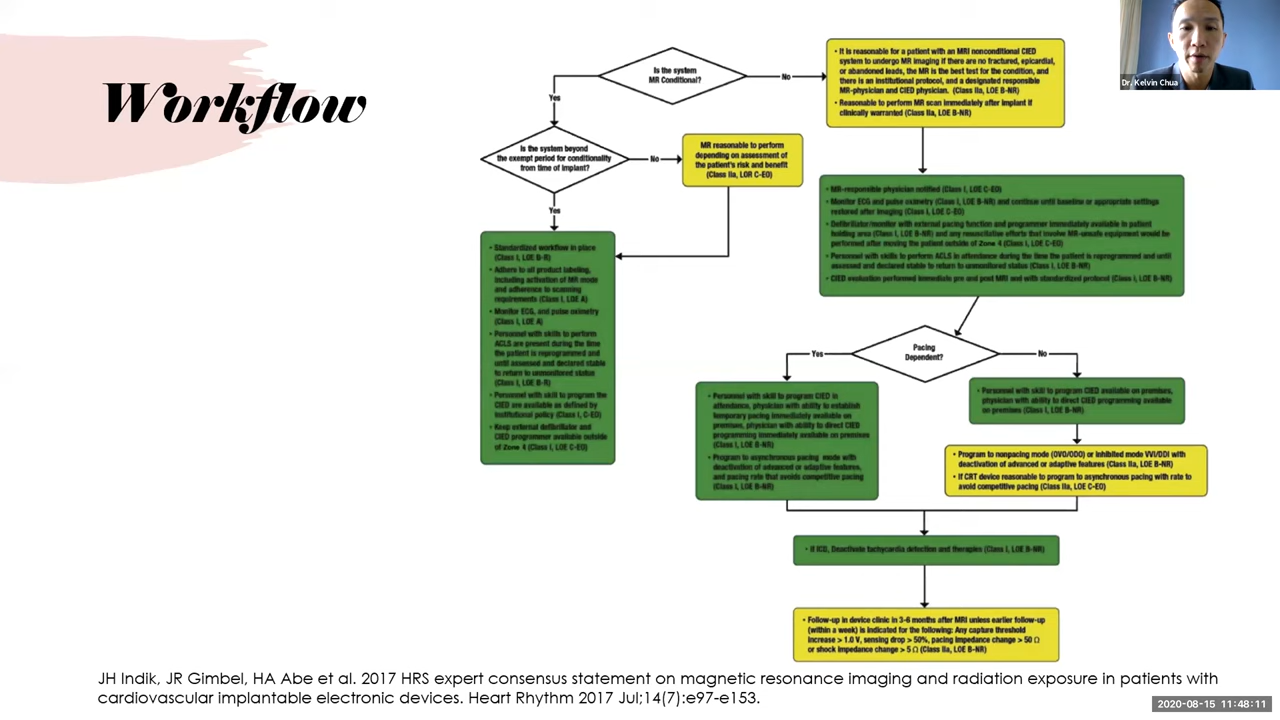 Workflow
Dr. Kelvin Chua
Is the system
MR Conditional?
No
Yes
• It is reasonable for a patient with an MRI nonconditional CIED
system to undergo MR imaging if there are no fractured, epicardial,
or abandoned leads, the MR is the best test for the condition, and
there is an institutional protocol, and a designated responsible
MR-physician and CIED physician. (Class IIa, LOE B-NR)
• Reasonable to perform MR scan immediately after implant if
clinically warranted (Class IIa, LOE B-NR)
Is the system beyond
the exempt period for conditionality
from time of implant?
No
Yes
MR reasonable to perform
depending on assessment of
the patient's risk and benefit
(Class IIa, LOR C-EO)
• Standardized workflow in place
(Class I, LOE B-R)
• Adhere to all product labeling,
including activation of MR mode
and adherence to scanning
requirements (Class I, LOE A)
• Monitor ECG, and pulse oximetry
(Class I, LOE A)
• Personnel with skills to perform
ACLS are present during the time
the patient is reprogrammed and
until assessed and declared stable
to return to unmonitored status
(Class I, LOE B-R)
• Personnel with skill to program the
CIED are available as defined by
institutional policy (Class I, C-EO)
• Keep external defibrillator and
CIED programmer available outside
of Zone 4 (Class I, LOE C-EO)
• MR-responsible physician notified (Class I, LOE C-EO)
• Monitor ECG and pulse oximetry (Class I, LOE B-NR) and continue until baseline or appropriate settings
restored after imaging (Class I, LOE C-EO)
• Defibrillator/monitor with external pacing function and programmer immediately available in patient
holding area (Class I, LOE B-NR) and any resuscitative efforts that involve MR-unsafe equipment would be
performed after moving the patient outside of Zone 4 (Class I, LOE C-EO)
• Personnel with skills to perform ACLS in attendance during the time the patient is reprogrammed and until
assessed and declared stable to return to unmonitored status (Class I, LOE B-NR)
• CIED evaluation performed immediate pre and post MRI and with standardized protocol (Class I, LOE B-NR)
Pacing
Dependent?
Yes
No
• Personnel with skill to program CIED in
attendance, physician with ability to establish
temporary pacing immediately available on
premises, physician with ability to direct CIED
programming immediately available on premises
(Class I, LOE B-NR)
• Program to asynchronous pacing mode with
deactivation of advanced or adaptive features,
and pacing rate that avoids competitive pacing
(Class I, LOE B-NR)
• Personnel with skill to program CIED available on premises,
physician with ability to direct CIED programming available
on premises (Class I, LOE B-NR)
• Program to nonpacing mode (OVO/ODO) or inhibited mode VVI/DDI with
deactivation of advanced or adaptive features (Class IIa, LOE B-NR)
• If CRT device reasonable to program to asynchronous pacing with rate to
avoid competitive pacing (Class IIa, LOE C-EO)
• If ICD, Deactivate tachycardia detection and therapies (Class I, LOE B-NR)
• Follow-up in device clinic in 3-6 months after MRI unless earlier follow-up
(within a week) is indicated for the following: Any capture threshold
increase > 1.0 V, sensing drop > 50%, pacing impedance change > 50 Ω
or shock impedance change > 5 Ω (Class IIa, LOE B-NR)
JH Indik, JR Gimbel, HA Abe et al. 2017 HRS expert consensus statement on magnetic resonance imaging and radiation exposure in patients with
cardiovascular implantable electronic devices. Heart Rhythm 2017 Jul;14(7):e97-e153.
2020-08-15 11:48:11